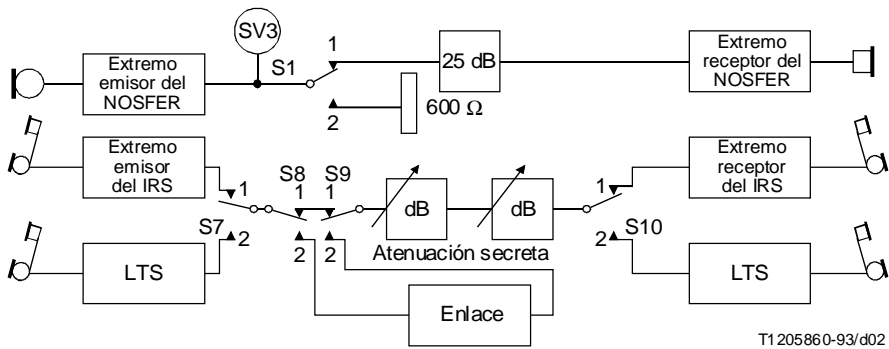 SV3
Extremo
emisor del
NOSFER
S1
1
2
25 dB
600 Ω
Extremo
receptor del
NOSFER
Extremo
emisor
del IRS
1
S7
2
S8
1
2
S9
1
2
dB
dB
Atenuación secreta
1
2
S10
Extremo
receptor
del IRS
LTS
LTS
Enlace
T1205860-93/d02